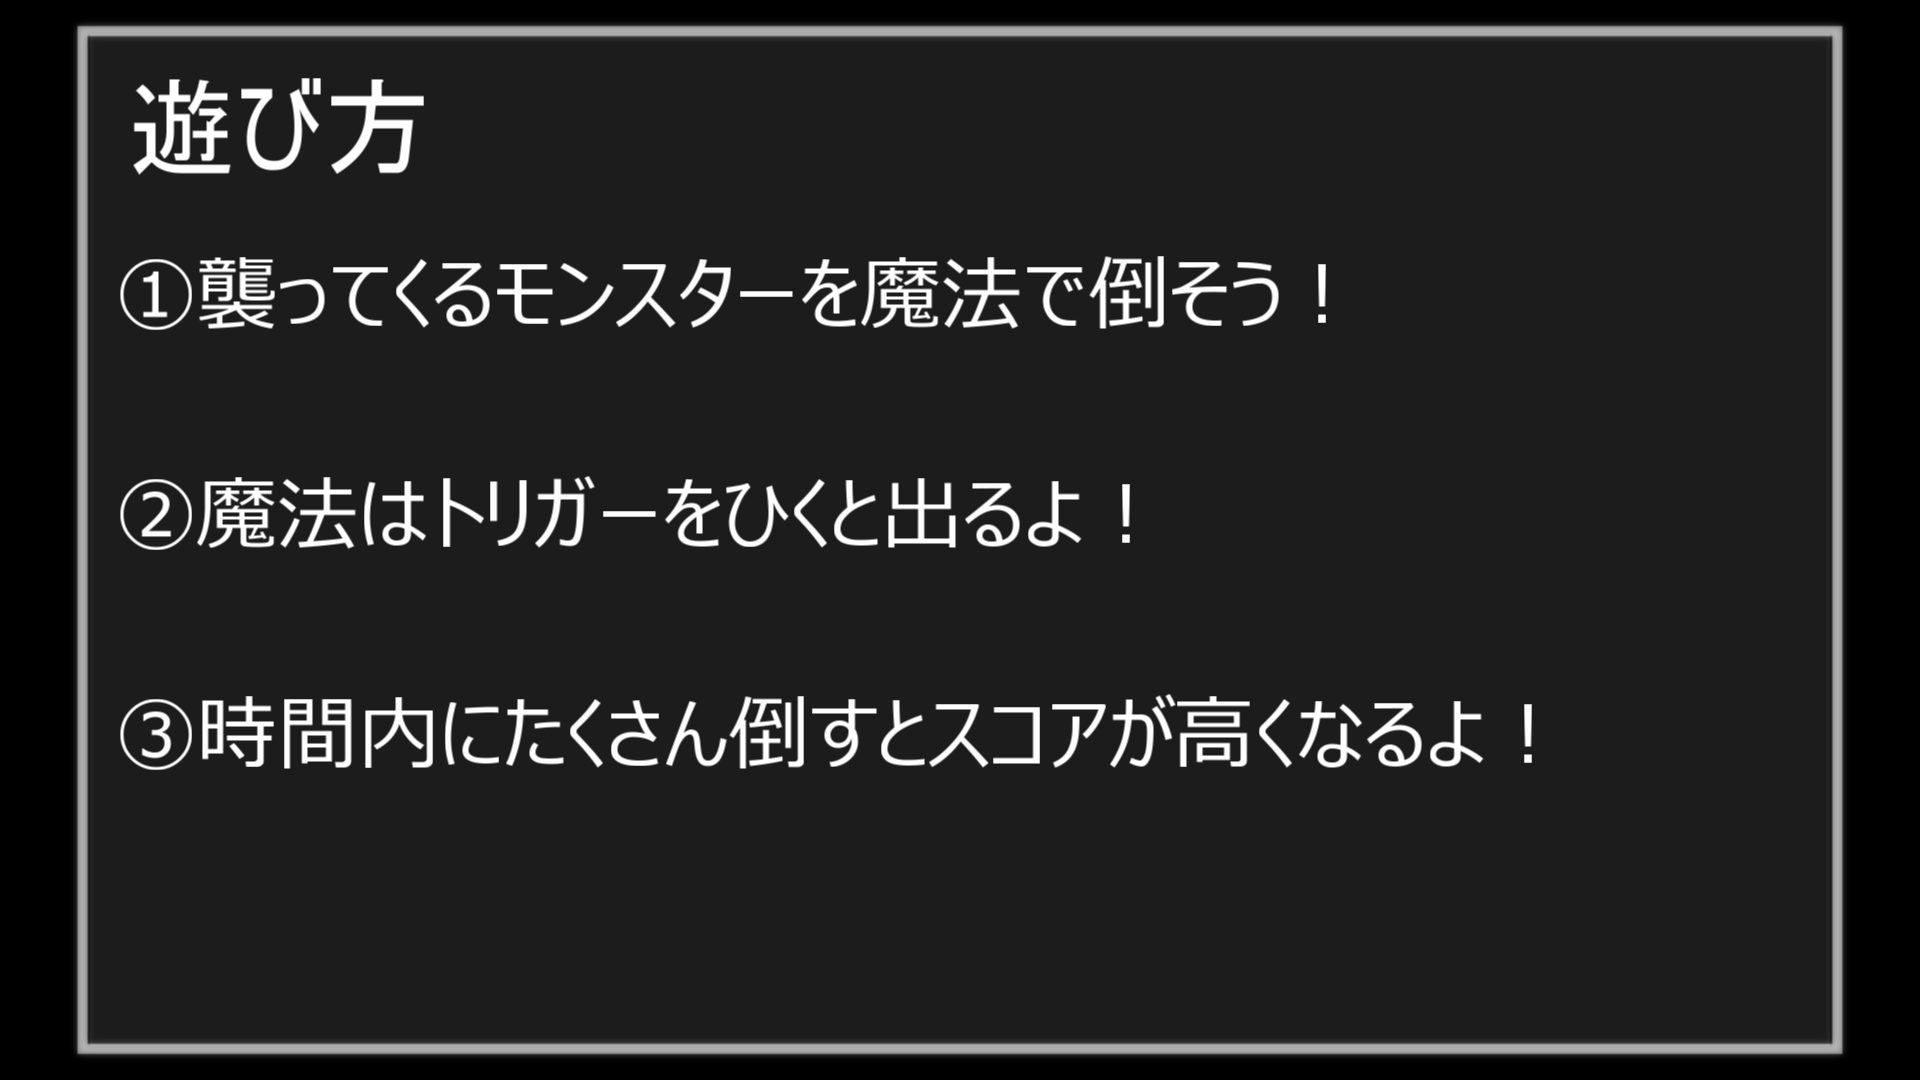 遊び方
①襲ってくるモンスターを魔法で倒そう！
②魔法はトリガーをひくと出るよ！
③時間内にたくさん倒すとスコアが高くなるよ！